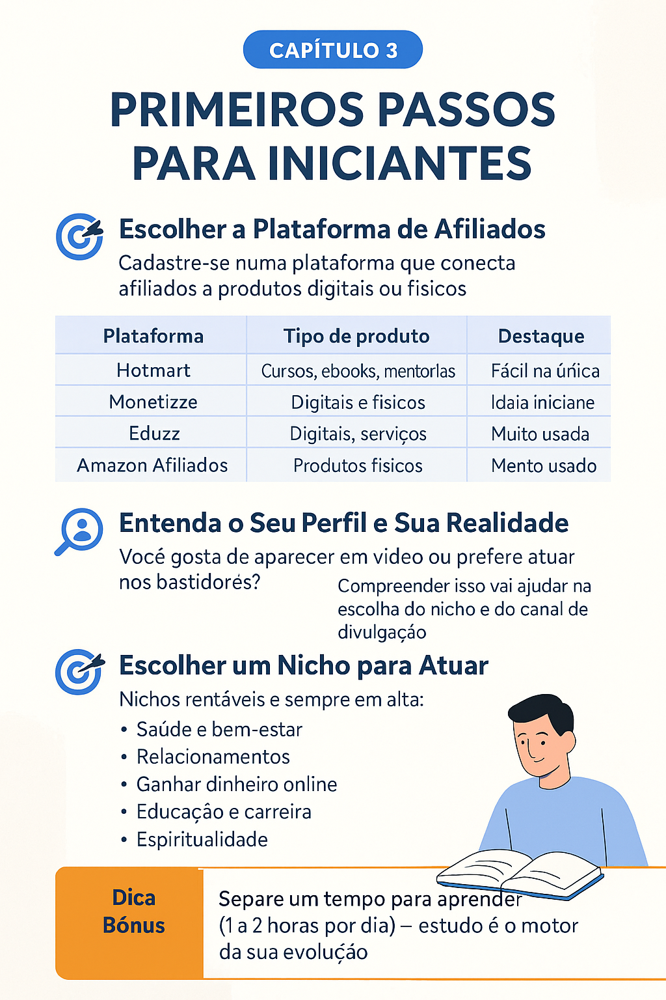 CAPÍTULO 3
PRIMEIROS PASSOS
PARA INICIANTES
Escolher a Plataforma de Afiliados
Cadastre-se numa plataforma que conecta
afiliados a produtos digitais ou fisicos
Plataforma Tipo de produto Destaque
Hotmart Cursos, ebooks, mentorlas Fácil na úńica
Monetizze Digitais e fisicos Idaia iniciane
Eduzz Digitais, serviços Muito usada
Amazon Afiliados Produtos fisicos Mento usado
Entenda o Seu Perfil e Sua Realidade
Vocé gosta de aparecer em video ou prefere atuar
nos bastidorés?
Compreender isso vai ajudar na
escolha do nicho e do canal de
divulgaçáo
Escolher um Nicho para Atuar
Nichos rentáveis e sempre em alta:
• Saúde e bem-estar
• Relacionamentos
• Ganhar dinheiro online
• Educaçâo e carreira
• Espiritualidade
Dica
Bónus
Separe um tempo para aprender
(1 a 2 horas por dia) – estudo é o motor
da sua evoluçáo